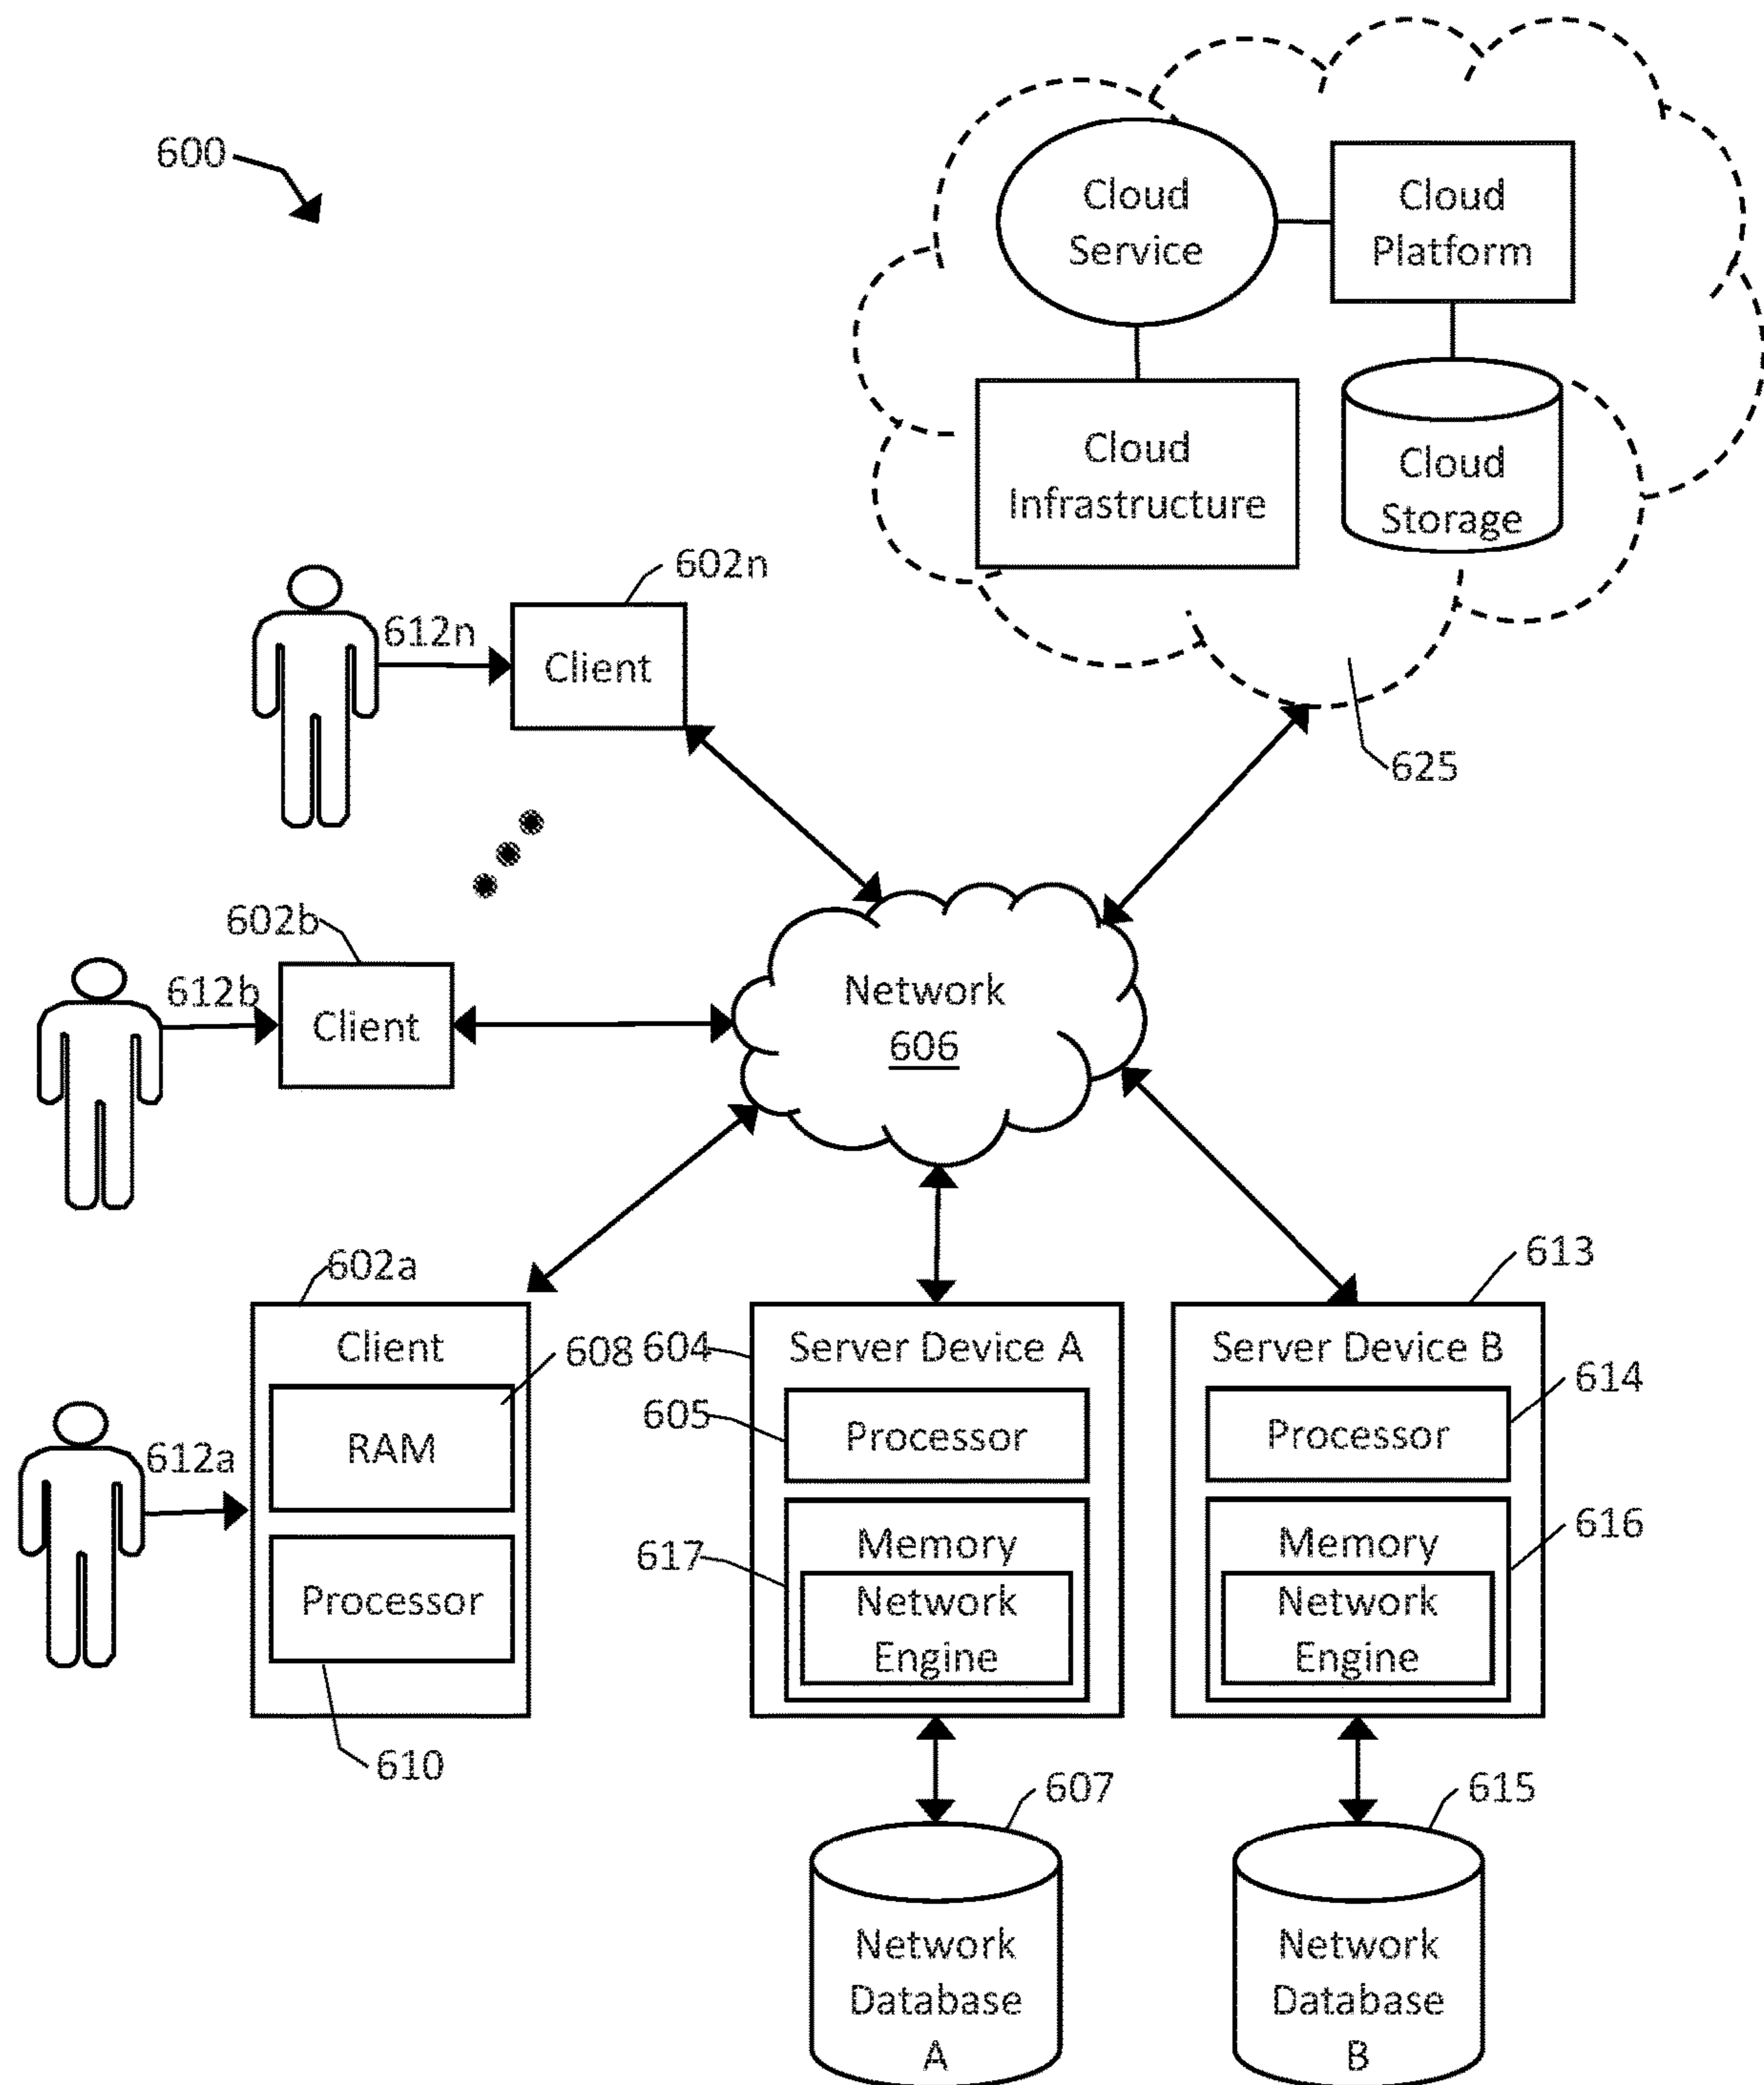 600
Cloud
Service
Cloud
Platform
Cloud
Infrastructure
Cloud
Storage
625
602n
612n
Client
602b
612b
Client
Network
606
602a
612a
Client
608
RAM
Processor
610
604
Server Device A
605
Processor
617
Memory
Network
Engine
613
Server Device B
614
Processor
616
Memory
Network
Engine
607
Network
Database
A
615
Network
Database
B